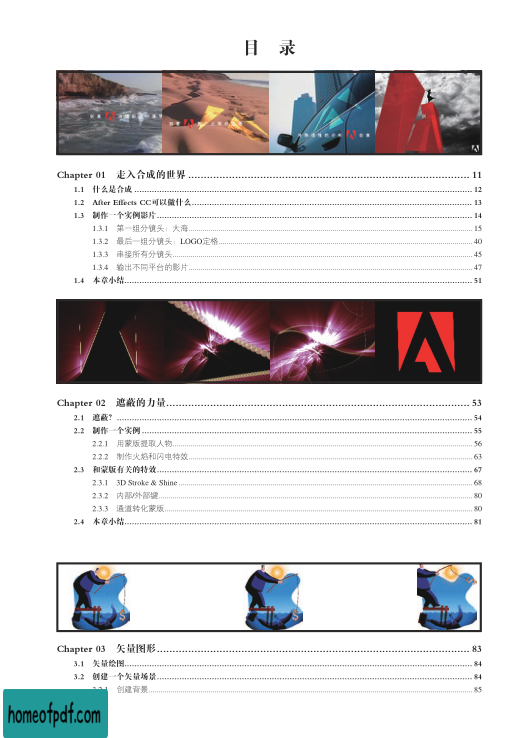 目 录
Chapter 01 走入合成的世界 11
1.1 什么是合成 12
1.2 After Effects CC可以做什么 13
1.3 制作一个实例影片 14
1.3.1 第一组分镜头：大海 15
1.3.2 最后一组分镜头：LOGO定格 40
1.3.3 串接所有分镜头 45
1.3.4 输出不同平台的影片 47
1.4 本章小结 51
Chapter 02 遮蔽的力量 53
2.1 遮蔽？ 54
2.2 制作一个实例 55
2.2.1 用蒙版提取人物 56
2.2.2 制作火焰和闪电特效 63
2.3 和蒙版有关的特效 67
2.3.1 3D Stroke & Shine 68
2.3.2 内部/外部键 80
2.3.3 通道转化蒙版 80
2.4 本章小结 81
Chapter 03 矢量图形 83
3.1 矢量绘图 84
3.2 创建一个矢量场景 84
创建背景 85
homeofpdf.com